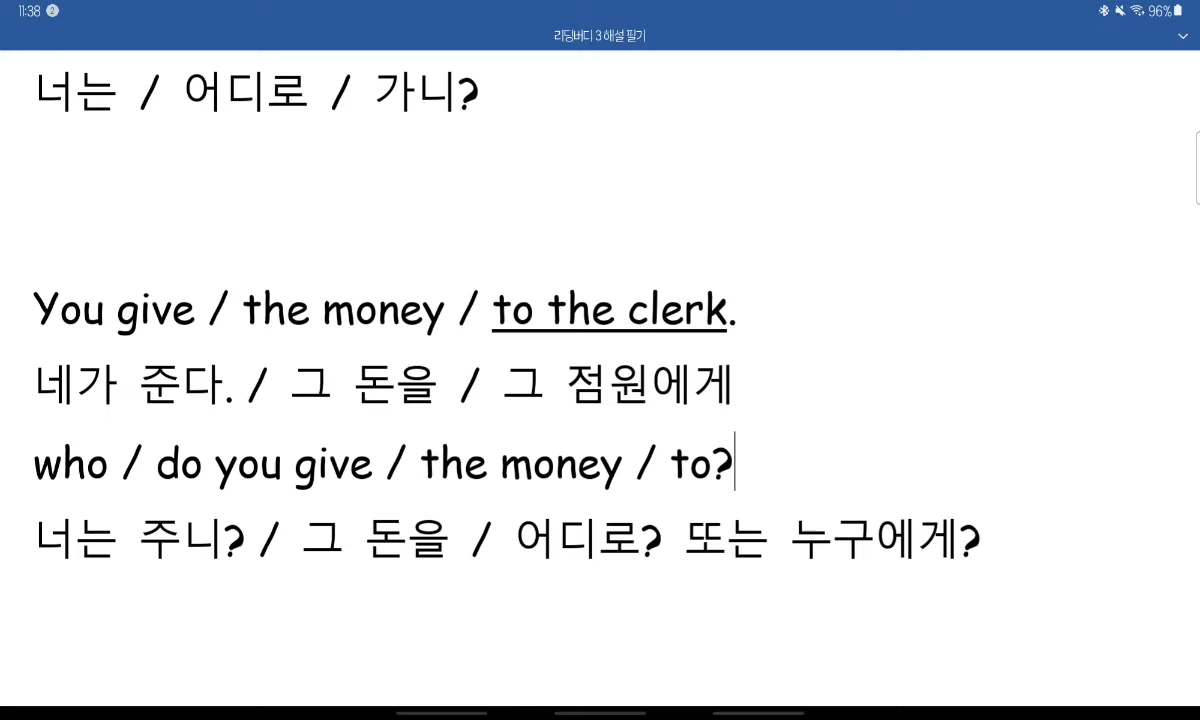 11:38 2 96%
리딩버디 3 해설 필기
너는 / 어디로 / 가니?
You give / the money / to the clerk.
네가 준다. / 그 돈을 / 그 점원에게
who / do you give / the money / to?
너는 주니? / 그 돈을 / 어디로? 또는 누구에게?